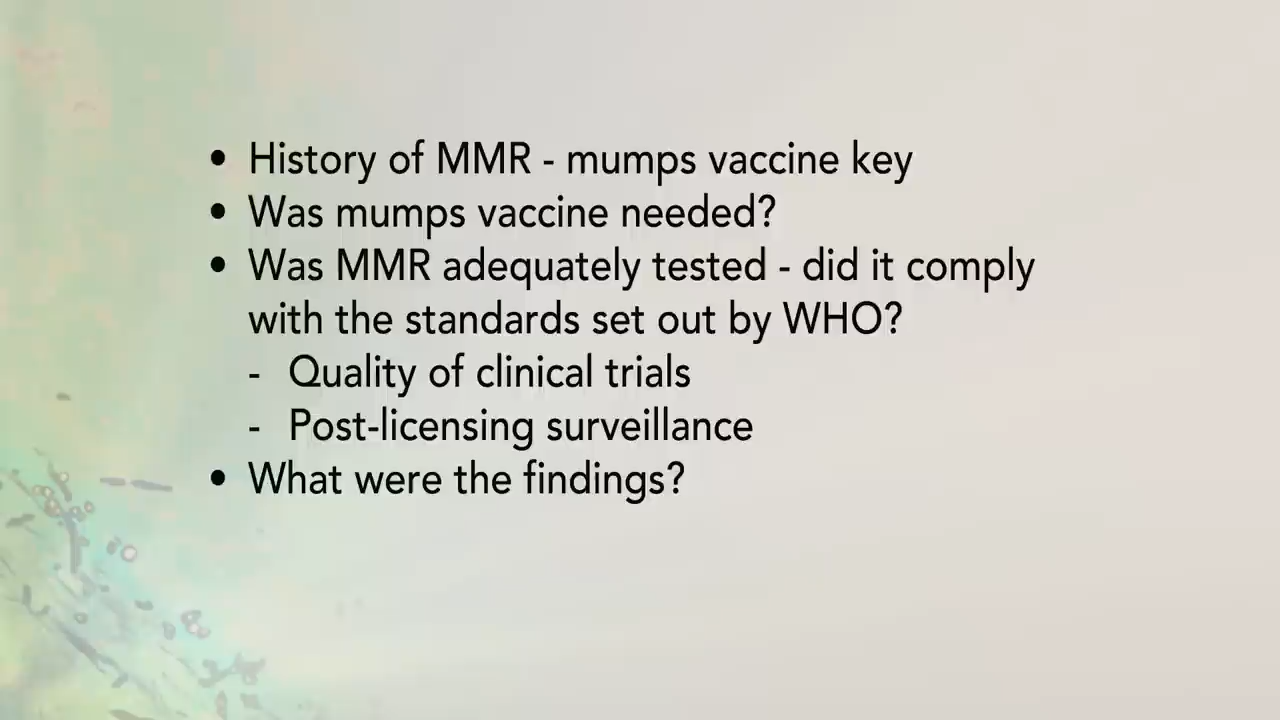 • History of MMR - mumps vaccine key
• Was mumps vaccine needed?
• Was MMR adequately tested - did it comply
with the standards set out by WHO?
- Quality of clinical trials
- Post-licensing surveillance
• What were the findings?